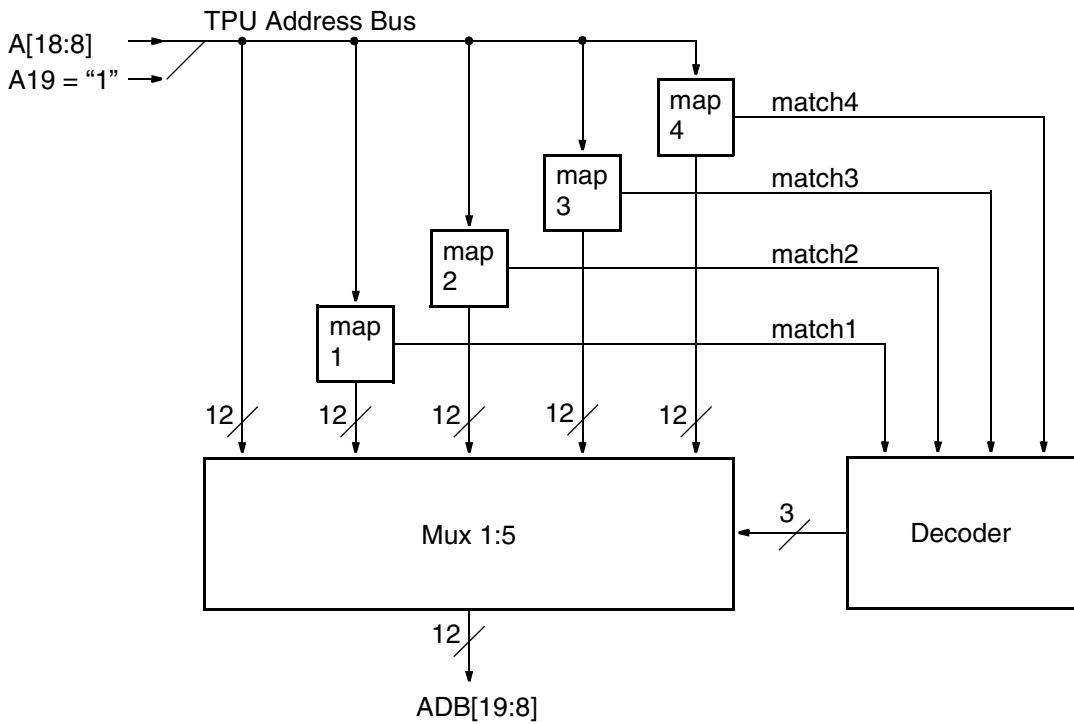 TPU Address Bus
A[18:8]
A19 = “1”
map
4
match4
map
3
match3
map
2
match2
map
1
match1
12
12
12
12
12
Mux 1:5
3
Decoder
12
ADB[19:8]